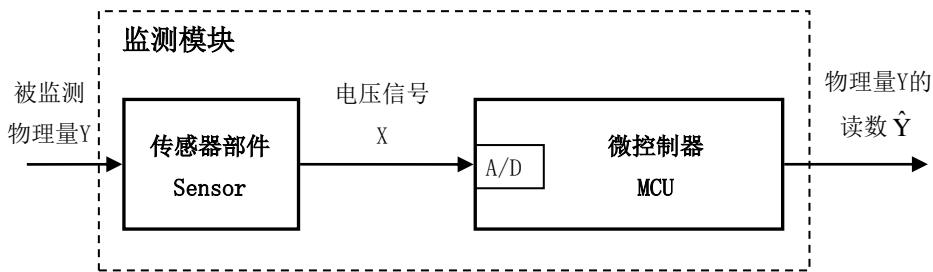 监测模块
被监测
物理量Y
传感器部件
Sensor
电压信号
X
A/D
微控制器
MCU
物理量Y的
读数 Ŷ